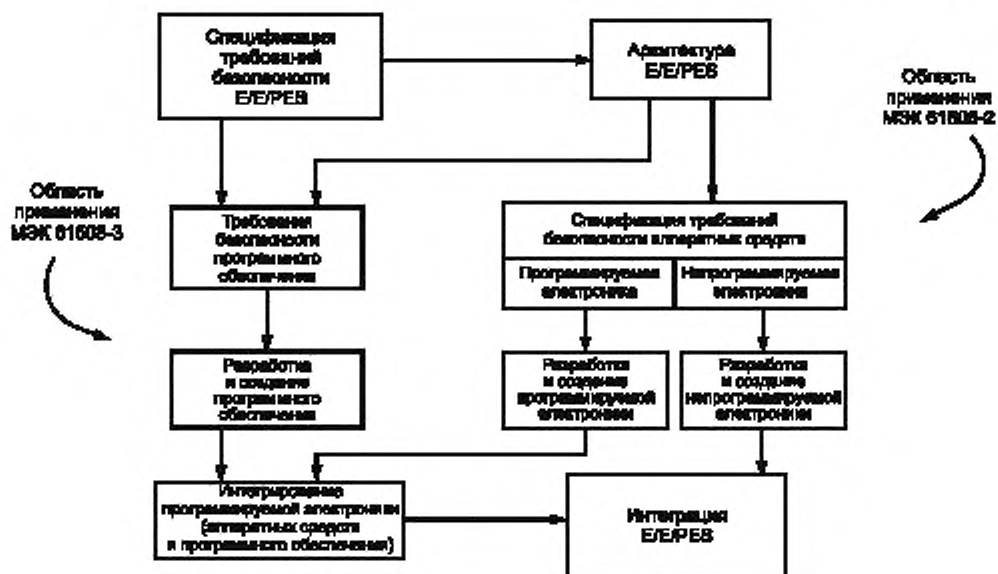 Спецификация
требований
безопасности
E/E/PES
Архитектура
E/E/PES
Область
применения
МЭК 61508-2
Область
применения
МЭК 61508-3
Требования
безопасности
программного
обеспечения
Спецификация требований
безопасности аппаратных средств
Программируемая
электроника
Непрограммируемая
электроника
Разработка
и создание
программного
обеспечения
Разработка
и создание
программируемой
электроники
Разработка
и создание
непрограммируемой
электроники
Интегрирование
программируемой электроники
(аппаратных средств
и программного обеспечения)
Интеграция
E/E/PES